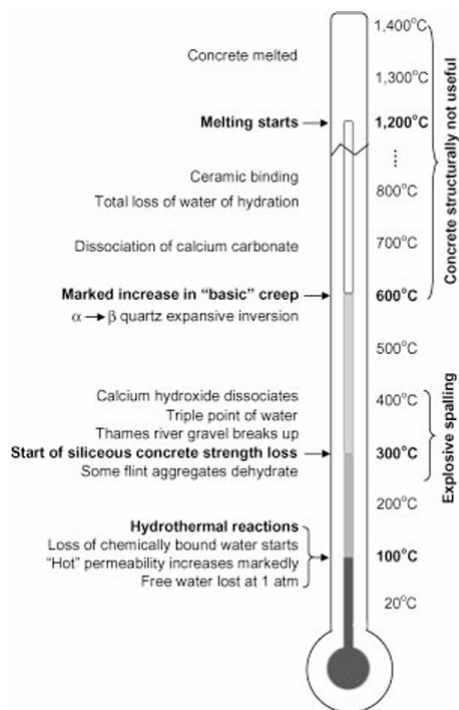 1,400°C
Concrete melted
1,300°C
Melting starts
1,200°C
Ceramic binding
800°C
Total loss of water of hydration
Dissociation of calcium carbonate
700°C
Marked increase in “basic” creep
600°C
α → β quartz expansive inversion
500°C
Calcium hydroxide dissociates
400°C
Triple point of water
Thames river gravel breaks up
Start of siliceous concrete strength loss
300°C
Some flint aggregates dehydrate
200°C
Hydrothermal reactions
Loss of chemically bound water starts
100°C
“Hot” permeability increases markedly
Free water lost at 1 atm
20°C
Concrete structurally not useful
Explosive spalling